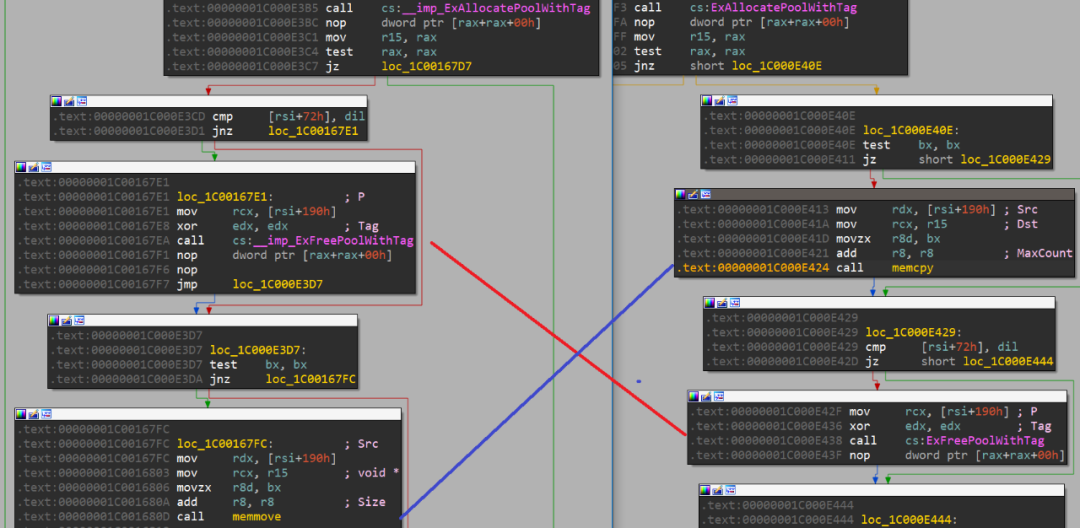 .text:00000001C000E3B5 call cs:__imp_ExAllocatePoolWithTag
.text:00000001C000E3BC nop dword ptr [rax+rax+00h]
.text:00000001C000E3C1 mov r15, rax
.text:00000001C000E3C4 test rax, rax
.text:00000001C000E3C7 jz loc_1C00167D7
.text:00000001C000E3CD cmp [rsi+72h], dil
.text:00000001C000E3D1 jnz loc_1C00167E1
.text:00000001C00167E1
.text:00000001C00167E1 loc_1C00167E1: ; P
.text:00000001C00167E1 mov rcx, [rsi+190h]
.text:00000001C00167E8 xor edx, edx ; Tag
.text:00000001C00167EA call cs:__imp_ExFreePoolWithTag
.text:00000001C00167F1 nop dword ptr [rax+rax+00h]
.text:00000001C00167F6 nop
.text:00000001C00167F7 jmp loc_1C000E3D7
.text:00000001C000E3D7
.text:00000001C000E3D7 loc_1C000E3D7:
.text:00000001C000E3D7 test bx, bx
.text:00000001C000E3DA jnz loc_1C00167FC
.text:00000001C00167FC
.text:00000001C00167FC loc_1C00167FC: ; Src
.text:00000001C00167FC mov rdx, [rsi+190h]
.text:00000001C0016803 mov rcx, r15 ; void *
.text:00000001C0016806 movzx r8d, bx
.text:00000001C001680A add r8, r8 ; Size
.text:00000001C001680D call memmove
F3 call cs:ExAllocatePoolWithTag
FA nop dword ptr [rax+rax+00h]
FF mov r15, rax
02 test rax, rax
05 jnz short loc_1C000E40E
.text:00000001C000E40E
.text:00000001C000E40E loc_1C000E40E:
.text:00000001C000E40E test bx, bx
.text:00000001C000E411 jz short loc_1C000E429
.text:00000001C000E413 mov rdx, [rsi+190h] ; Src
.text:00000001C000E41A mov rcx, r15 ; Dst
.text:00000001C000E41D movzx r8d, bx
.text:00000001C000E421 add r8, r8 ; MaxCount
.text:00000001C000E424 call memcpy
.text:00000001C000E429
.text:00000001C000E429 loc_1C000E429:
.text:00000001C000E429 cmp [rsi+72h], dil
.text:00000001C000E42D jz short loc_1C000E444
.text:00000001C000E42F mov rcx, [rsi+190h] ; P
.text:00000001C000E436 xor edx, edx ; Tag
.text:00000001C000E438 call cs:ExFreePoolWithTag
.text:00000001C000E43F nop dword ptr [rax+rax+00h]
.text:00000001C000E444
.text:00000001C000E444 loc_1C000E444: